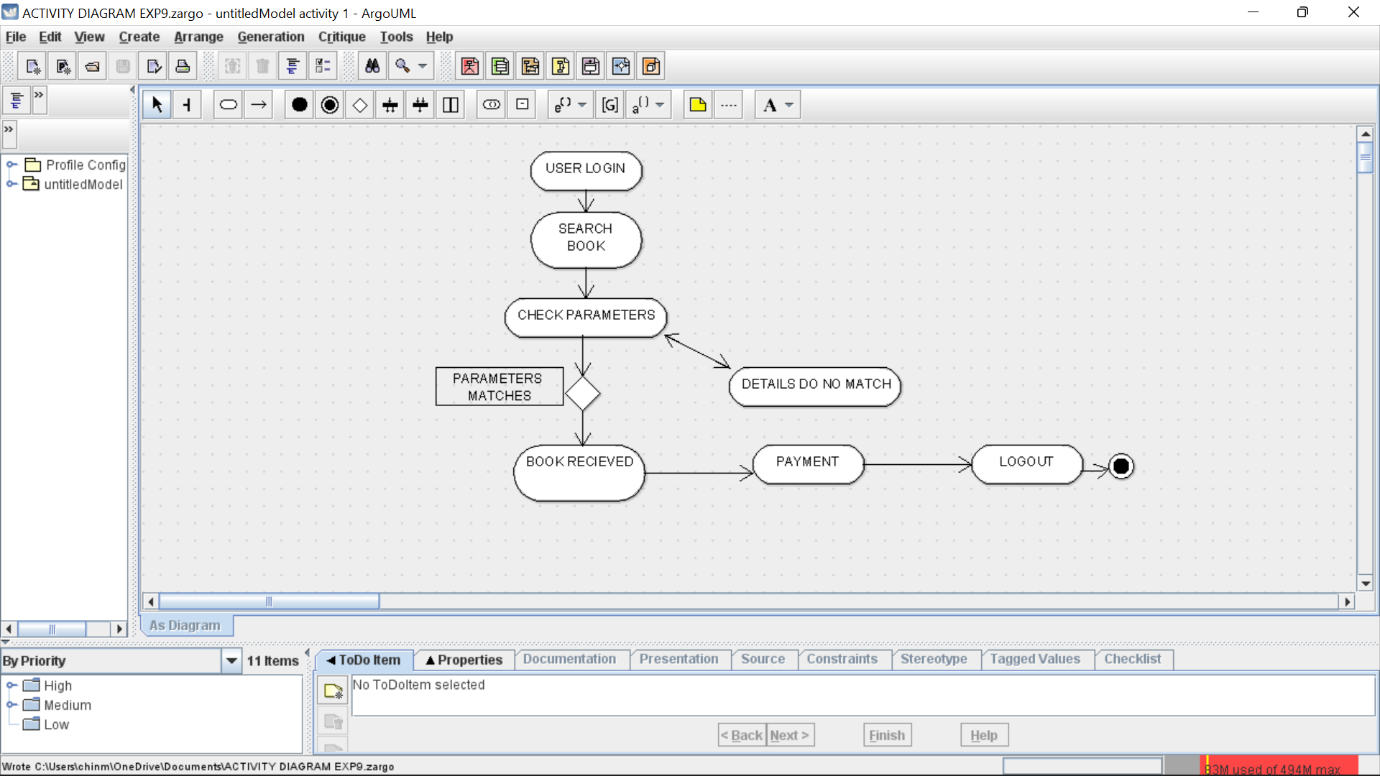 ACTIVITY DIAGRAM EXP9.zargo - untitledModel activity 1 - ArgoUML
File Edit View Create Arrange Generation Critique Tools Help
e() [G] a() A
Profile Config
untitledModel
USER LOGIN
SEARCH
BOOK
CHECK PARAMETERS
PARAMETERS
MATCHES
DETAILS DO NO MATCH
BOOK RECIEVED
PAYMENT
LOGOUT
As Diagram
By Priority 11 Items
ToDo Item Properties Documentation Presentation Source Constraints Stereotype Tagged Values Checklist
High
Medium
Low
No ToDoItem selected
< Back Next > Finish Help
Wrote C:\Users\chinm\OneDrive\Documents\ACTIVITY DIAGRAM EXP9.zargo
used of 494M max